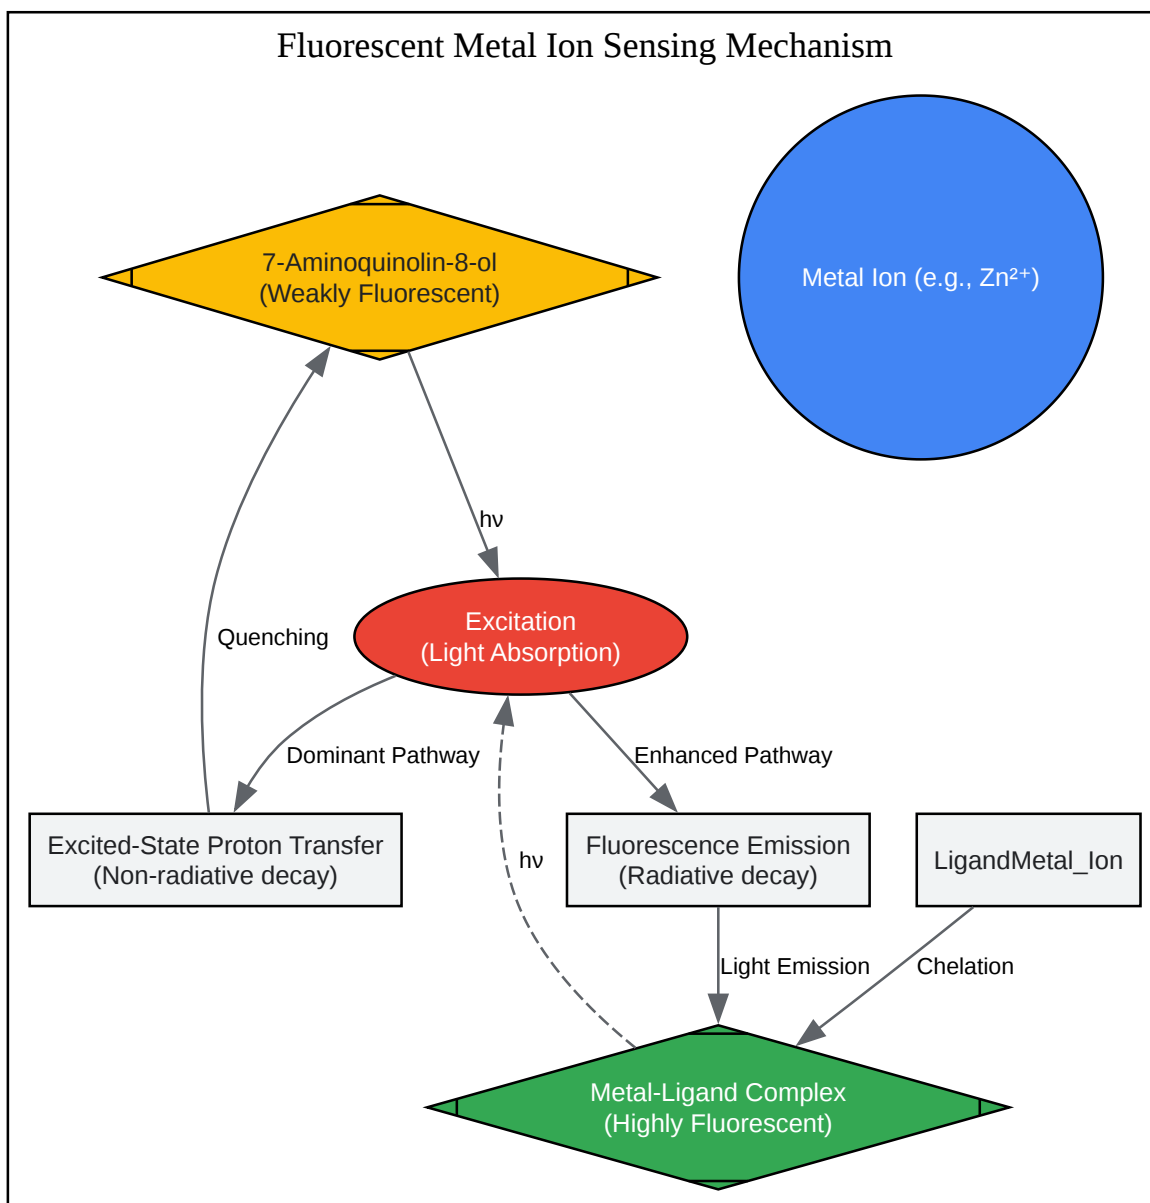 Fluorescent Metal Ion Sensing Mechanism
7-Aminoquinolin-8-ol
(Weakly Fluorescent)
Metal Ion (e.g., Zn²⁺)
hν
Excitation
(Light Absorption)
Quenching
Dominant Pathway
Enhanced Pathway
Excited-State Proton Transfer
(Non-radiative decay)
hν
Fluorescence Emission
(Radiative decay)
LigandMetal_Ion
Light Emission
Chelation
Metal-Ligand Complex
(Highly Fluorescent)